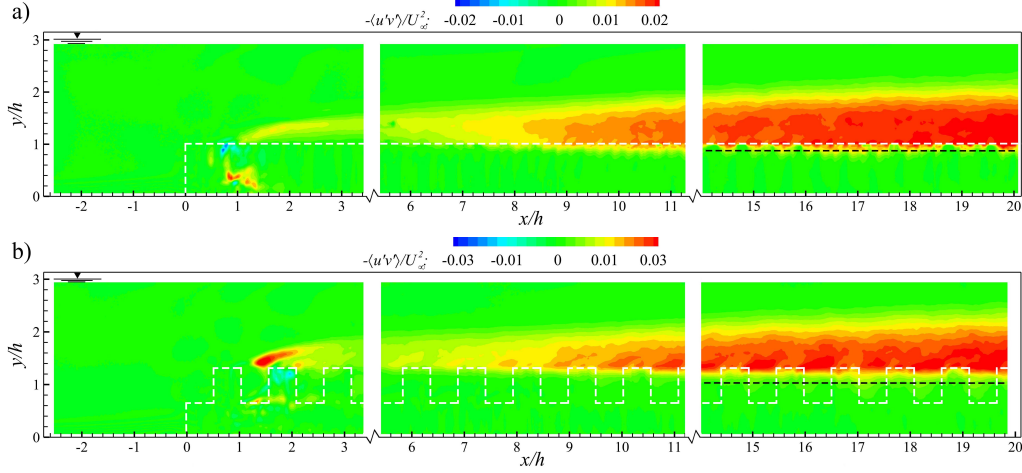 a)
-⟨u'v'⟩/U²∞: -0.02 -0.01 0 0.01 0.02
y/h
3
2
1
0
-2 -1 0 1 2 3 6 7 8 9 10 11 15 16 17 18 19 20
x/h
b)
-⟨u'v'⟩/U²∞: -0.03 -0.01 0 0.01 0.03
y/h
3
2
1
0
-2 -1 0 1 2 3 6 7 8 9 10 11 15 16 17 18 19 20
x/h